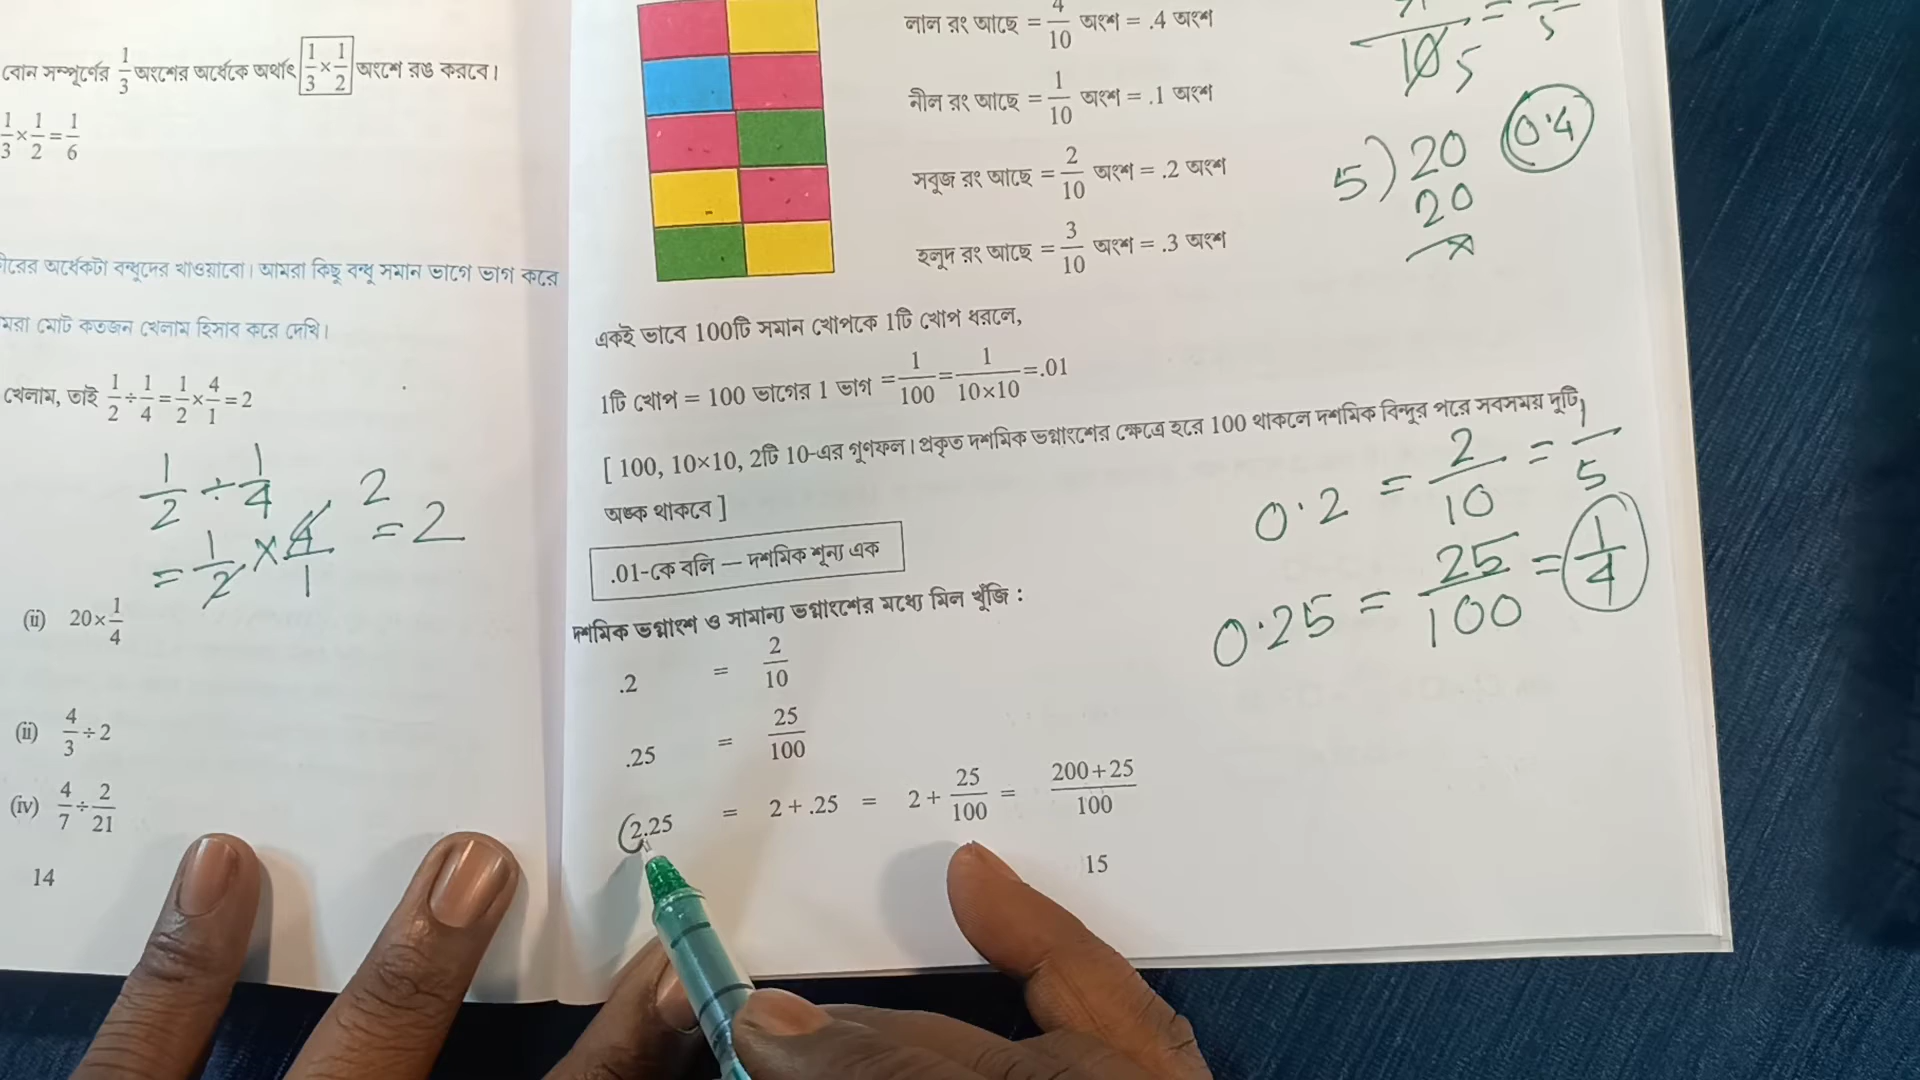 বোন সম্পূর্ণের 1/3 অংশের অর্ধেকে অর্থাৎ 1/3 × 1/2 অংশে রঙ করবে।
1/3 × 1/2 = 1/6
অর্ধেকটা বন্ধুদের খাওয়াবো। আমরা কিছু বন্ধু সমান ভাগে ভাগ করে
মোট কতজন খেলাম হিসাব করে দেখি।
খেলাম, তাই 1/2 ÷ 1/4 = 1/2 × 4/1 = 2
1/2 ÷ 1/4
= 1/2 × 4/1 2 = 2
(ii) 20 × 1/4
(ii) 4/3 ÷ 2
(iv) 4/7 ÷ 2/21
14
লাল রং আছে = 4/10 অংশ = .4 অংশ
নীল রং আছে = 1/10 অংশ = .1 অংশ
সবুজ রং আছে = 2/10 অংশ = .2 অংশ
হলুদ রং আছে = 3/10 অংশ = .3 অংশ
একই ভাবে 100টি সমান খোপকে 1টি খোপ ধরলে,
1টি খোপ = 100 ভাগের 1 ভাগ = 1/100 = 1/10×10 = .01
[ 100, 10×10, 2টি 10-এর গুণফল। প্রকৃত দশমিক ভগ্নাংশের ক্ষেত্রে হরে 100 থাকলে দশমিক বিন্দুর পরে সবসময় দুটি
অঙ্ক থাকবে ]
.01-কে বলি — দশমিক শূন্য এক
দশমিক ভগ্নাংশ ও সামান্য ভগ্নাংশের মধ্যে মিল খুঁজি :
.2 = 2/10
.25 = 25/100
2.25 = 2 + .25 = 2 + 25/100 = 200+25/100
15
10 5 = 5
5)20 0.4
20
×
0.2 = 2/10 = 1/5
0.25 = 25/100 = 1/4